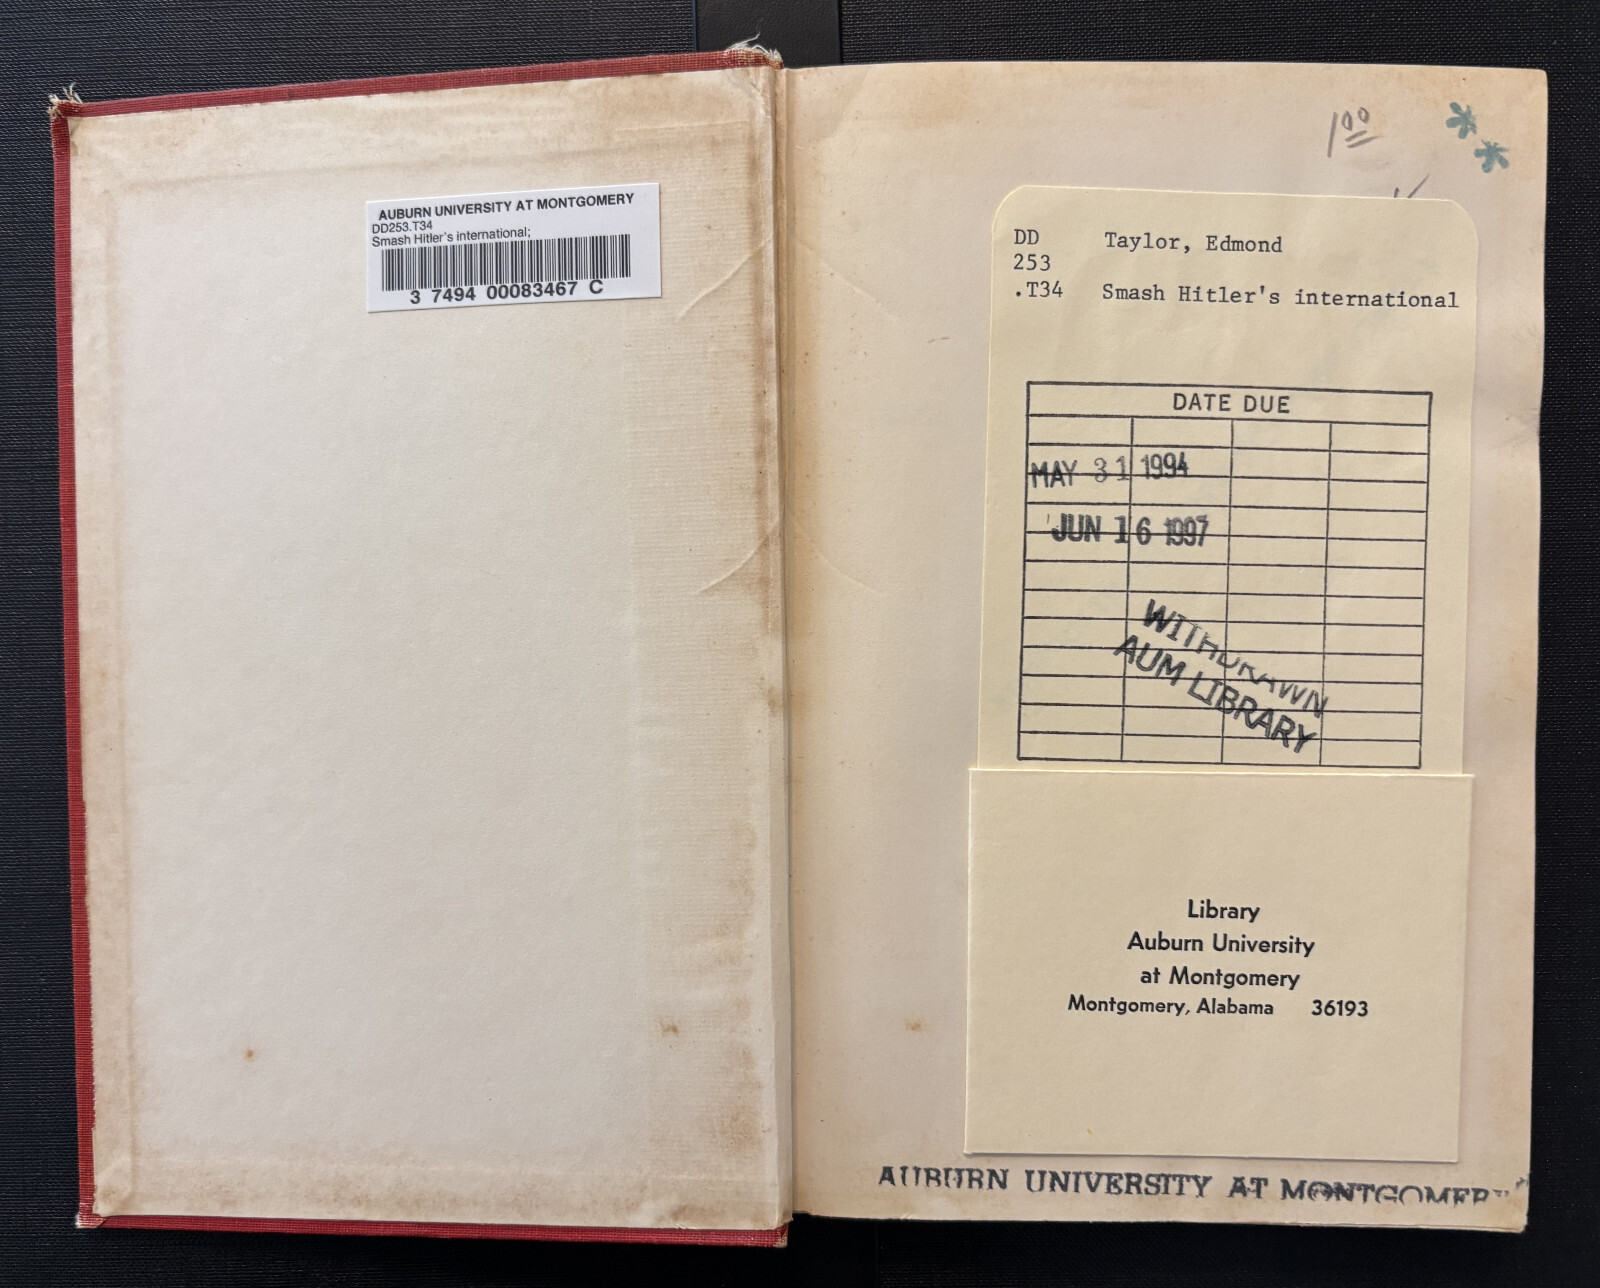 AUBURN UNIVERSITY AT MONTGOMERY
DD253.T34
Smash Hitler's international;
3 7494 00083467 C
1 00
DD Taylor, Edmond
253
.T34 Smash Hitler's international
DATE DUE
MAY 31 1994
JUN 16 1997
WITHDRAWN
AUM LIBRARY
Library
Auburn University
at Montgomery
Montgomery, Alabama 36193
AUBURN UNIVERSITY AT MONTGOMERY